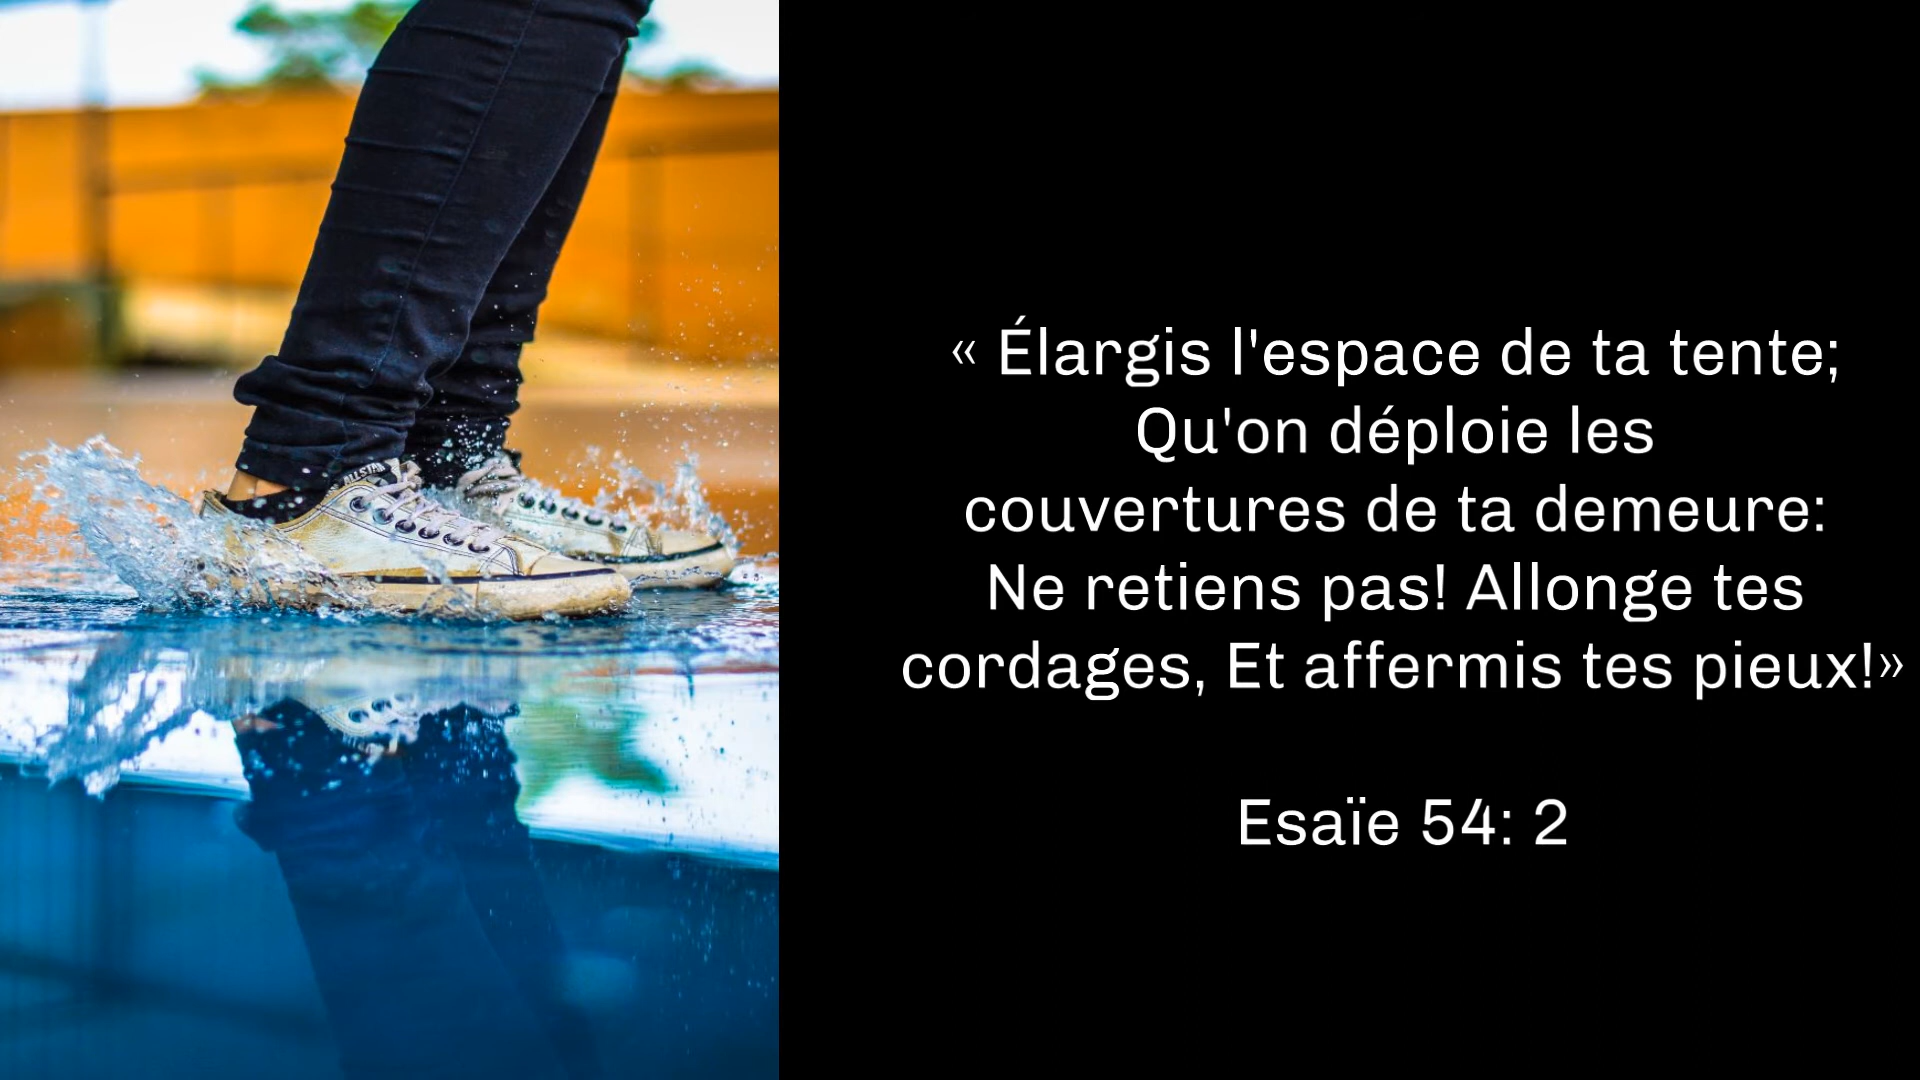 ALLSTAR
« Élargis l'espace de ta tente;
Qu'on déploie les
couvertures de ta demeure:
Ne retiens pas! Allonge tes
cordages, Et affermis tes pieux!»
Esaïe 54: 2